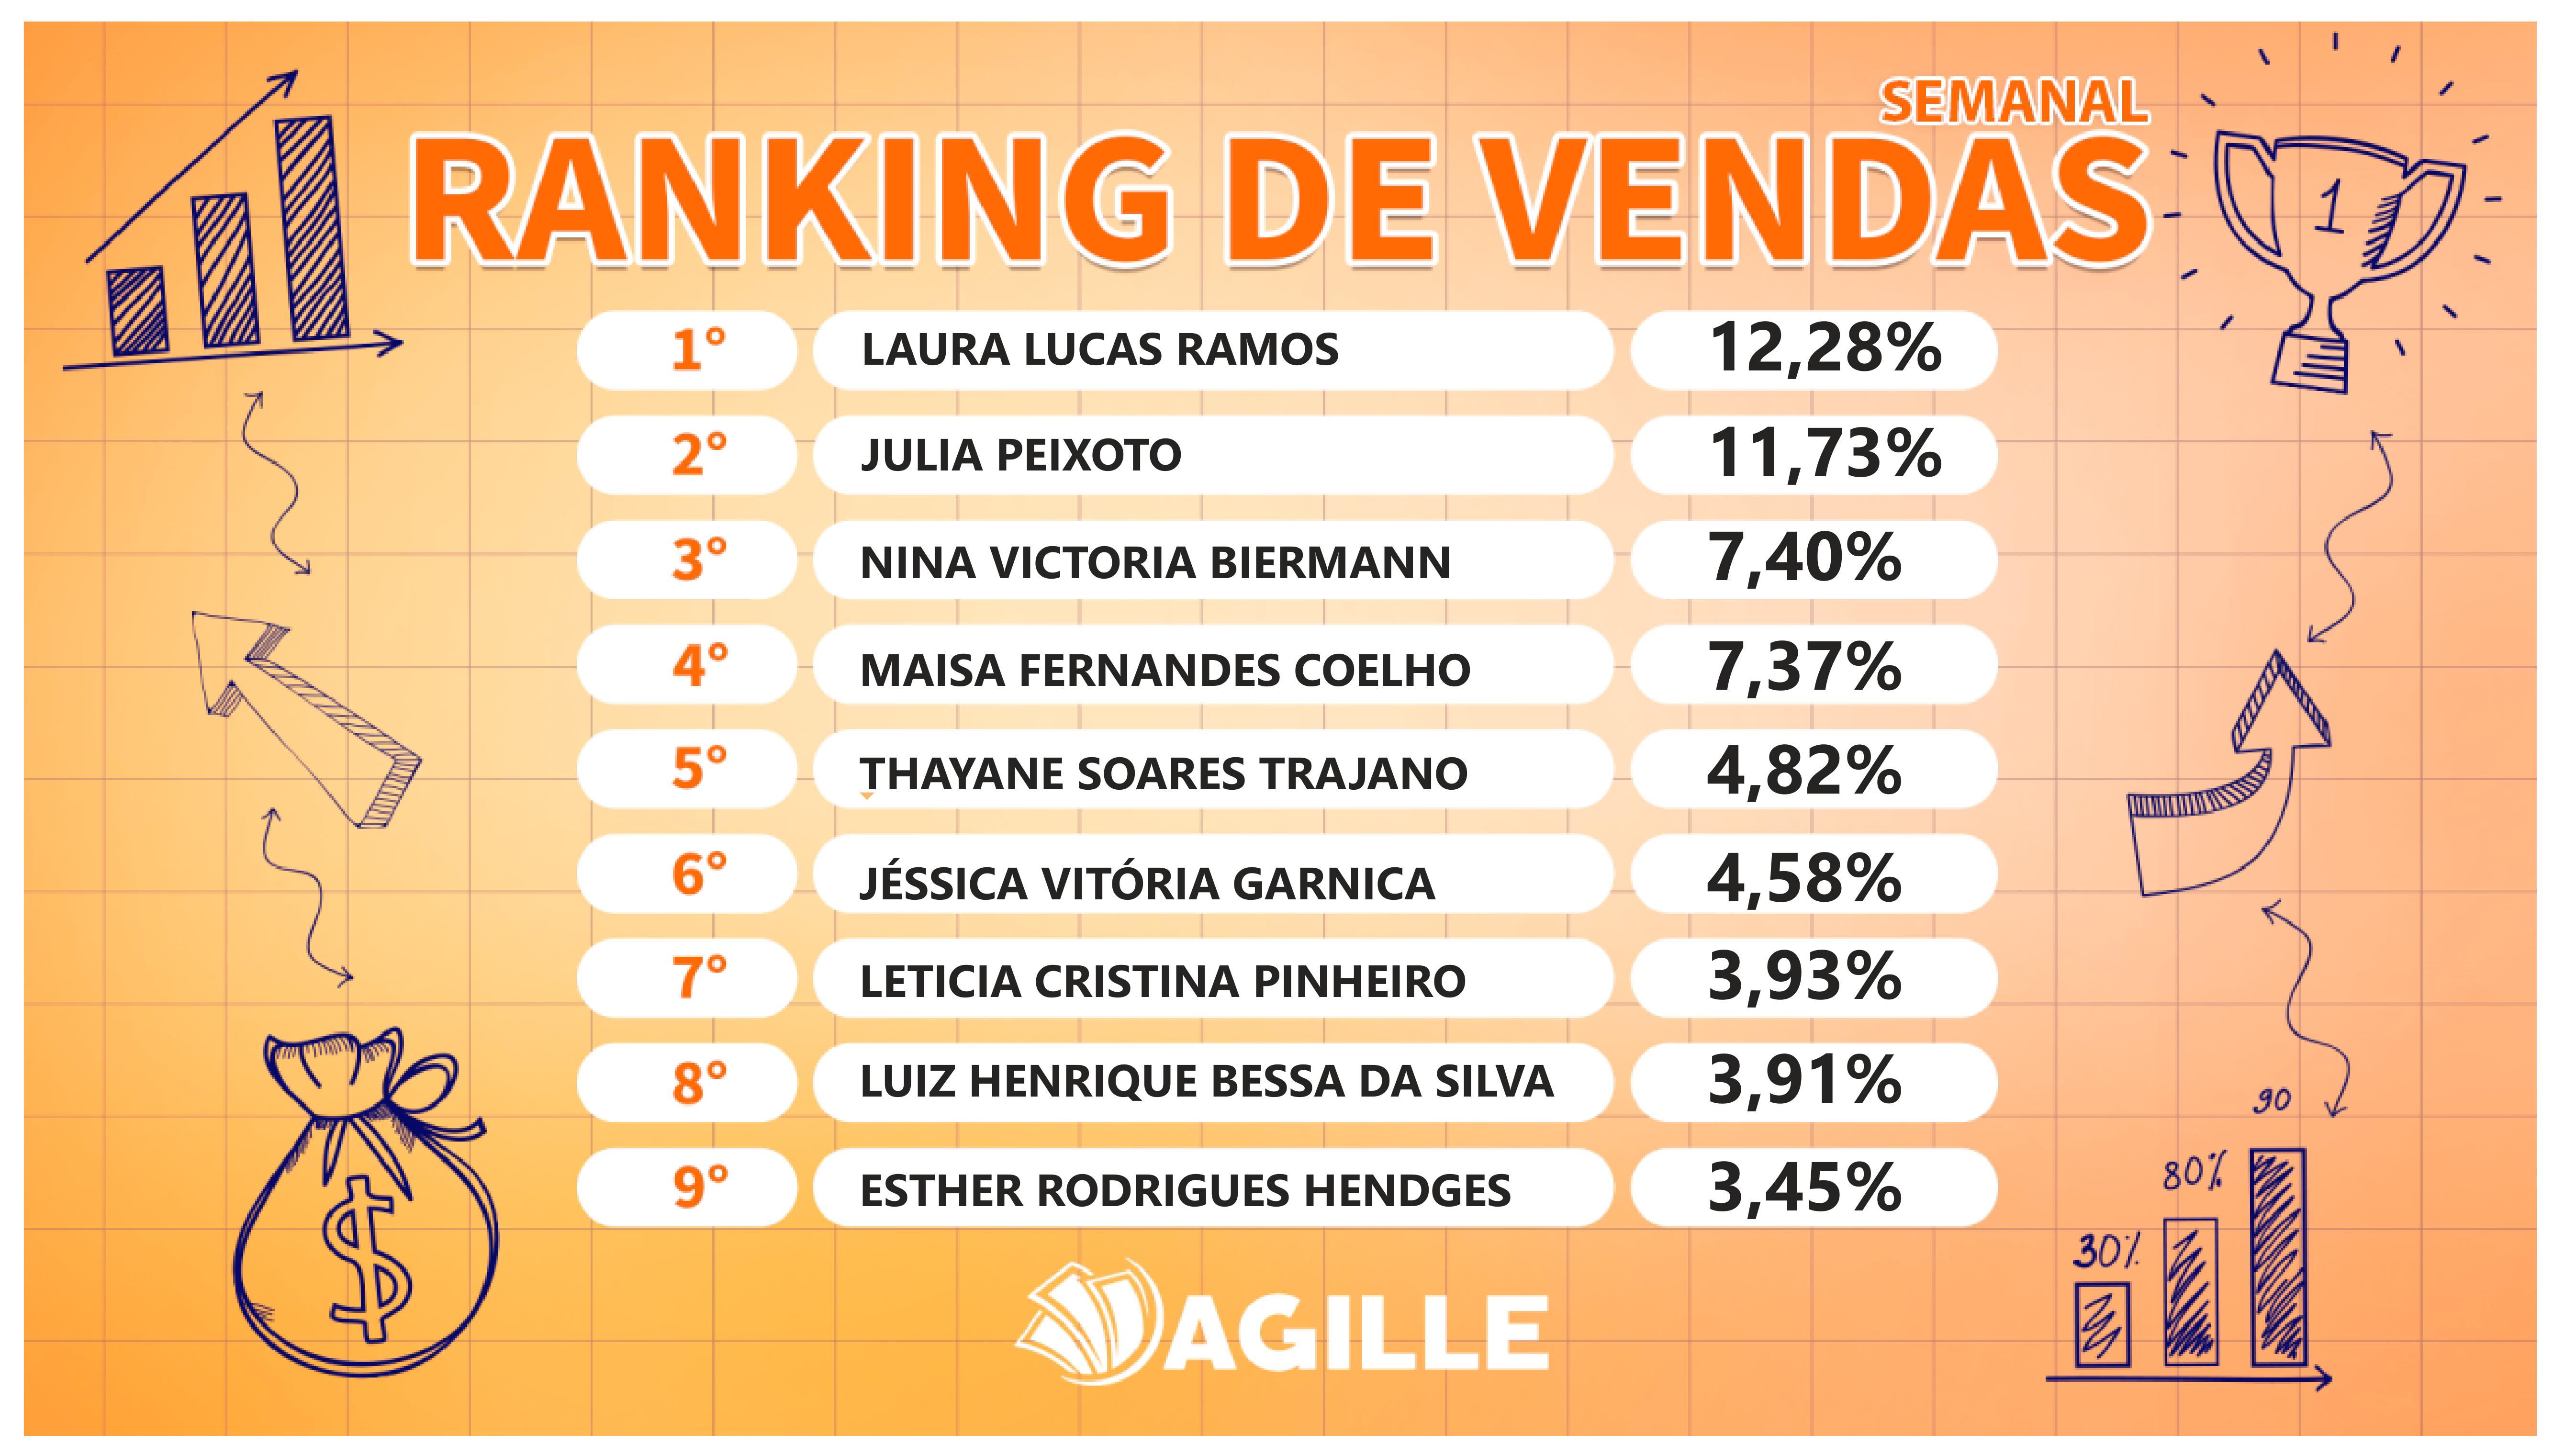 SEMANAL
RANKING DE VENDAS
1
1° LAURA LUCAS RAMOS 12,28%
2° JULIA PEIXOTO 11,73%
3° NINA VICTORIA BIERMANN 7,40%
4° MAISA FERNANDES COELHO 7,37%
5° THAYANE SOARES TRAJANO 4,82%
6° JÉSSICA VITÓRIA GARNICA 4,58%
7° LETICIA CRISTINA PINHEIRO 3,93%
8° LUIZ HENRIQUE BESSA DA SILVA 3,91%
9° ESTHER RODRIGUES HENDGES 3,45%
$
30% 80% 90
AGILLE